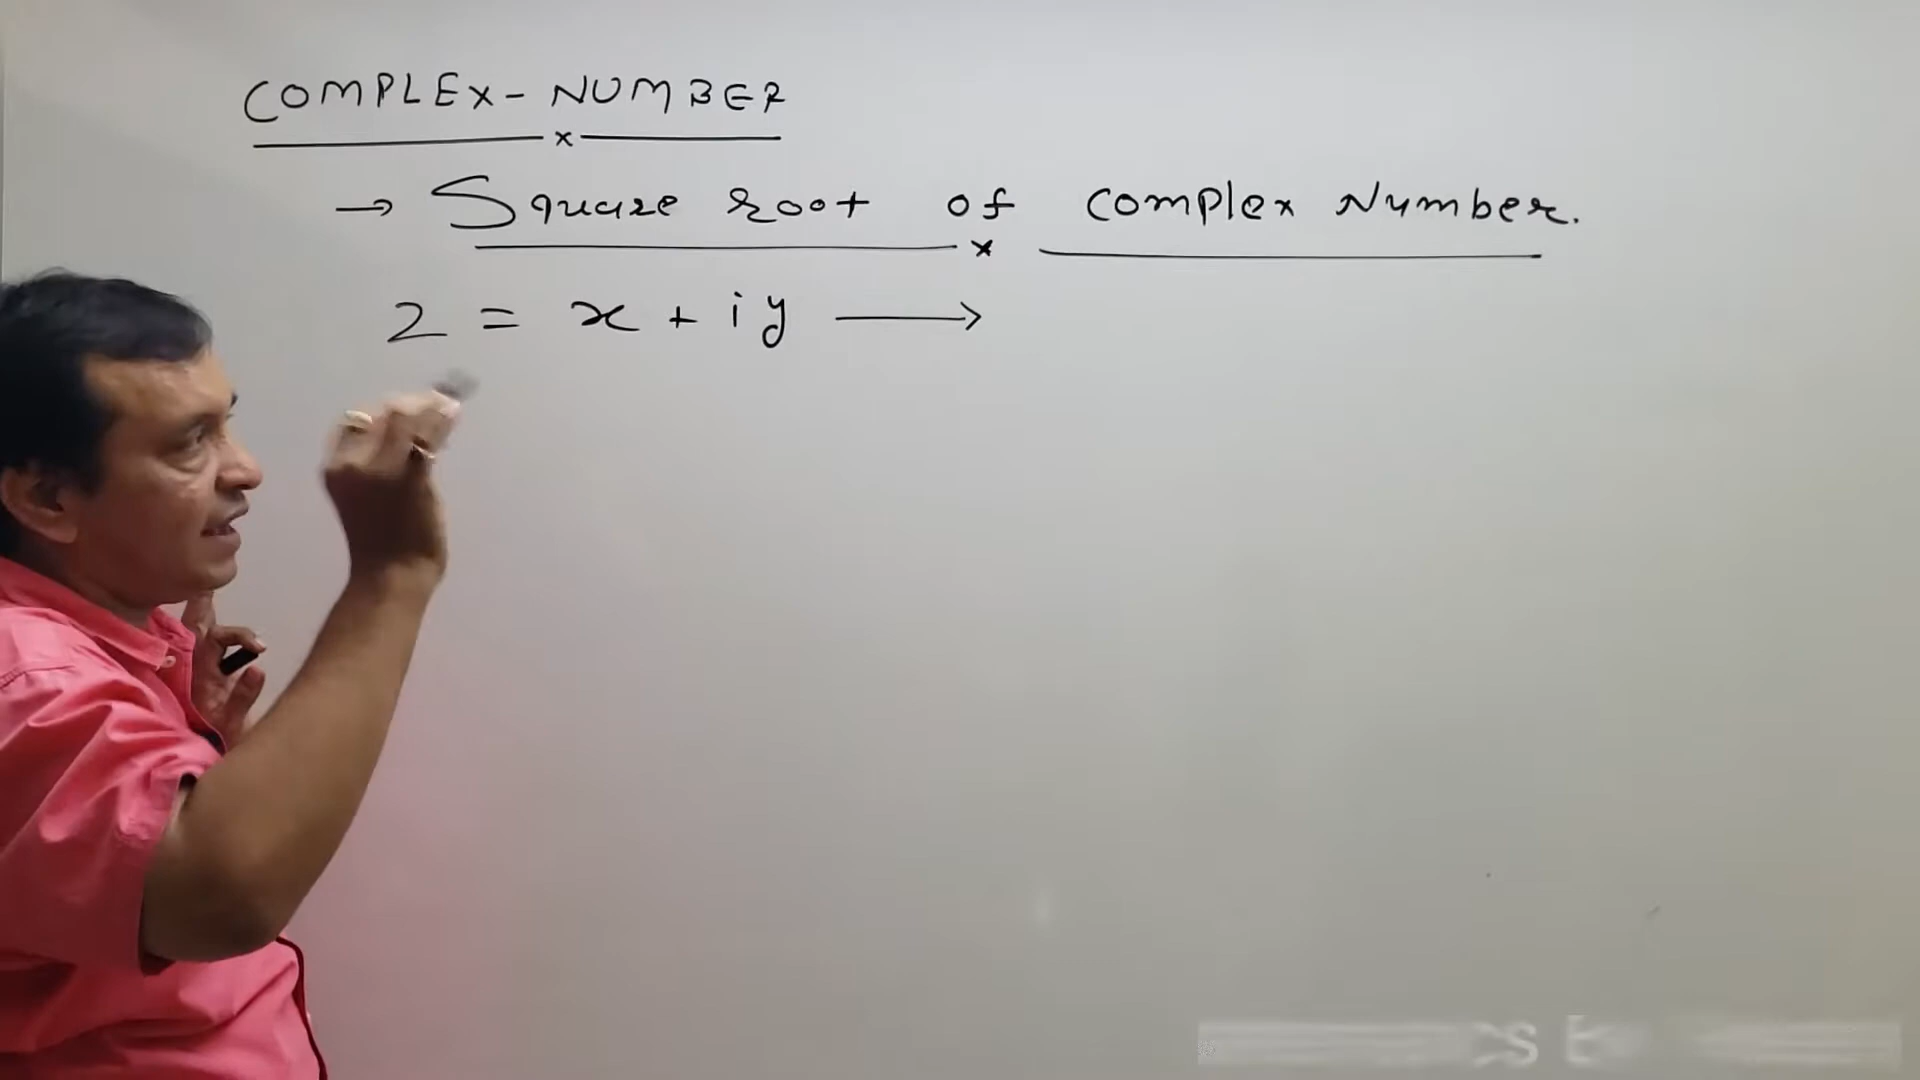 COMPLEX-NUMBER
→ Square root of complex Number.
z = x + iy →